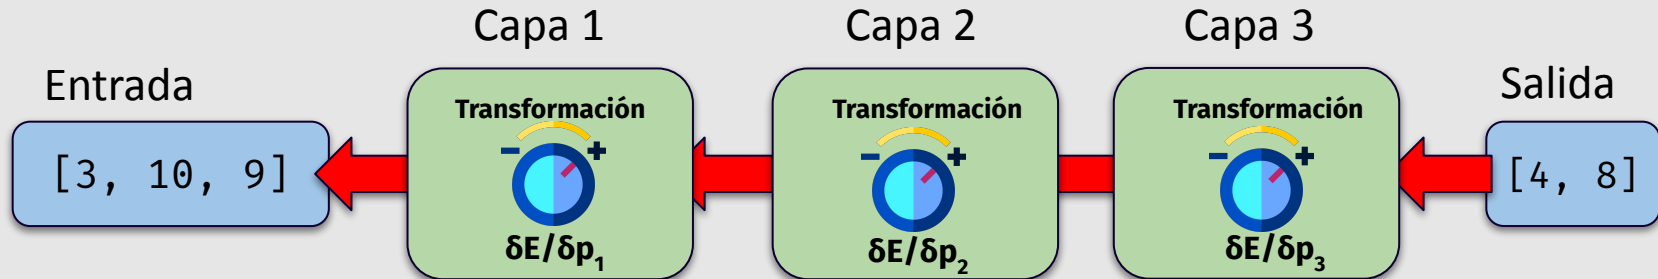 Entrada
[3, 10, 9]
Capa 1
Transformación
- +
δE/δp₁
Capa 2
Transformación
- +
δE/δp₂
Capa 3
Transformación
- +
δE/δp₃
Salida
[4, 8]